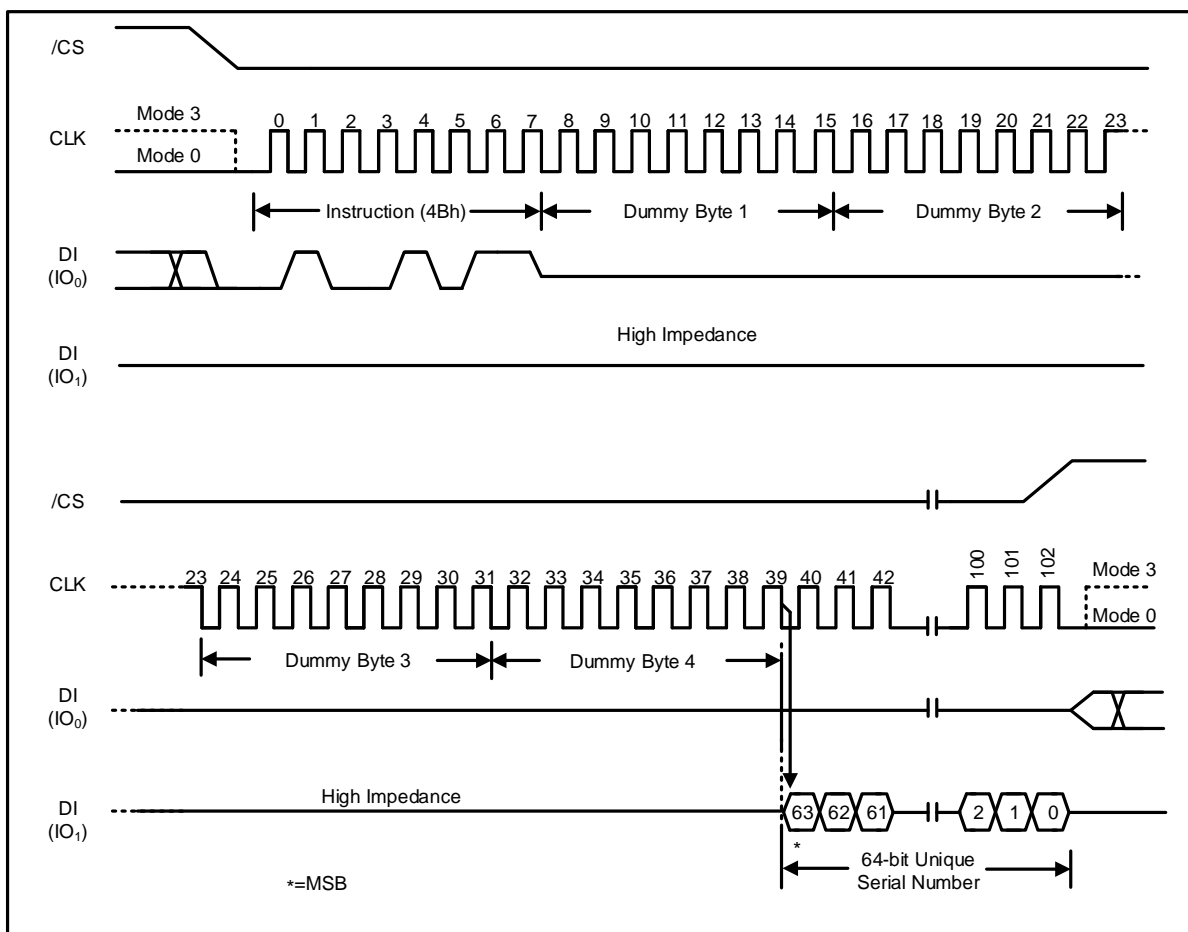 /CS
Mode 3
CLK
Mode 0
0 1 2 3 4 5 6 7 8 9 10 11 12 13 14 15 16 17 18 19 20 21 22 23
Instruction (4Bh)
Dummy Byte 1
Dummy Byte 2
DI
(IO₀)
High Impedance
DI
(IO₁)
/CS
CLK
23 24 25 26 27 28 29 30 31 32 33 34 35 36 37 38 39 40 41 42
100
101
102
Mode 3
Mode 0
Dummy Byte 3
Dummy Byte 4
DI
(IO₀)
DI
(IO₁)
High Impedance
63 62 61 2 1 0
*
64-bit Unique
Serial Number
*=MSB